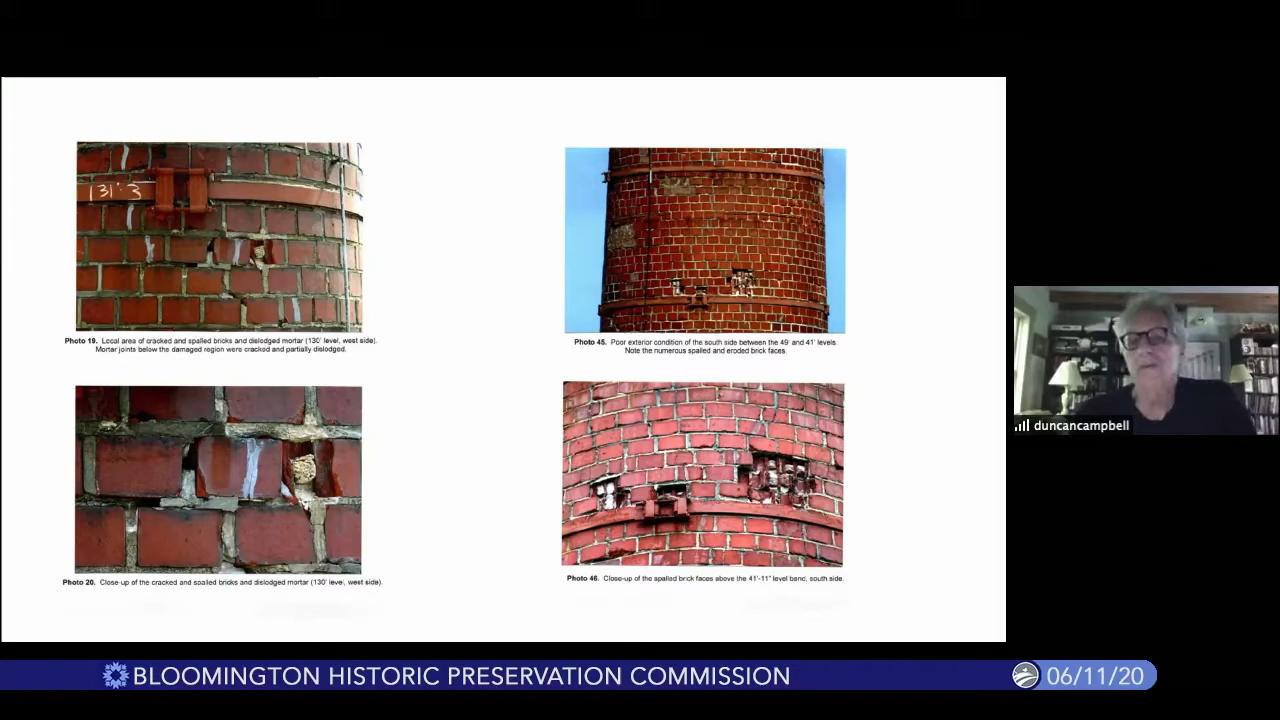 131'·3
Photo 19. Local area of cracked and spalled bricks and dislodged mortar (130' level, west side).
Mortar joints below the damaged region were cracked and partially dislodged.
Photo 45. Poor exterior condition of the south side between the 49' and 41' levels.
Note the numerous spalled and eroded brick faces.
Photo 20. Close-up of the cracked and spalled bricks and dislodged mortar (130' level, west side).
Photo 46. Close-up of the spalled brick faces above the 41'-11" level band, south side.
duncancampbell
BLOOMINGTON HISTORIC PRESERVATION COMMISSION
06/11/20